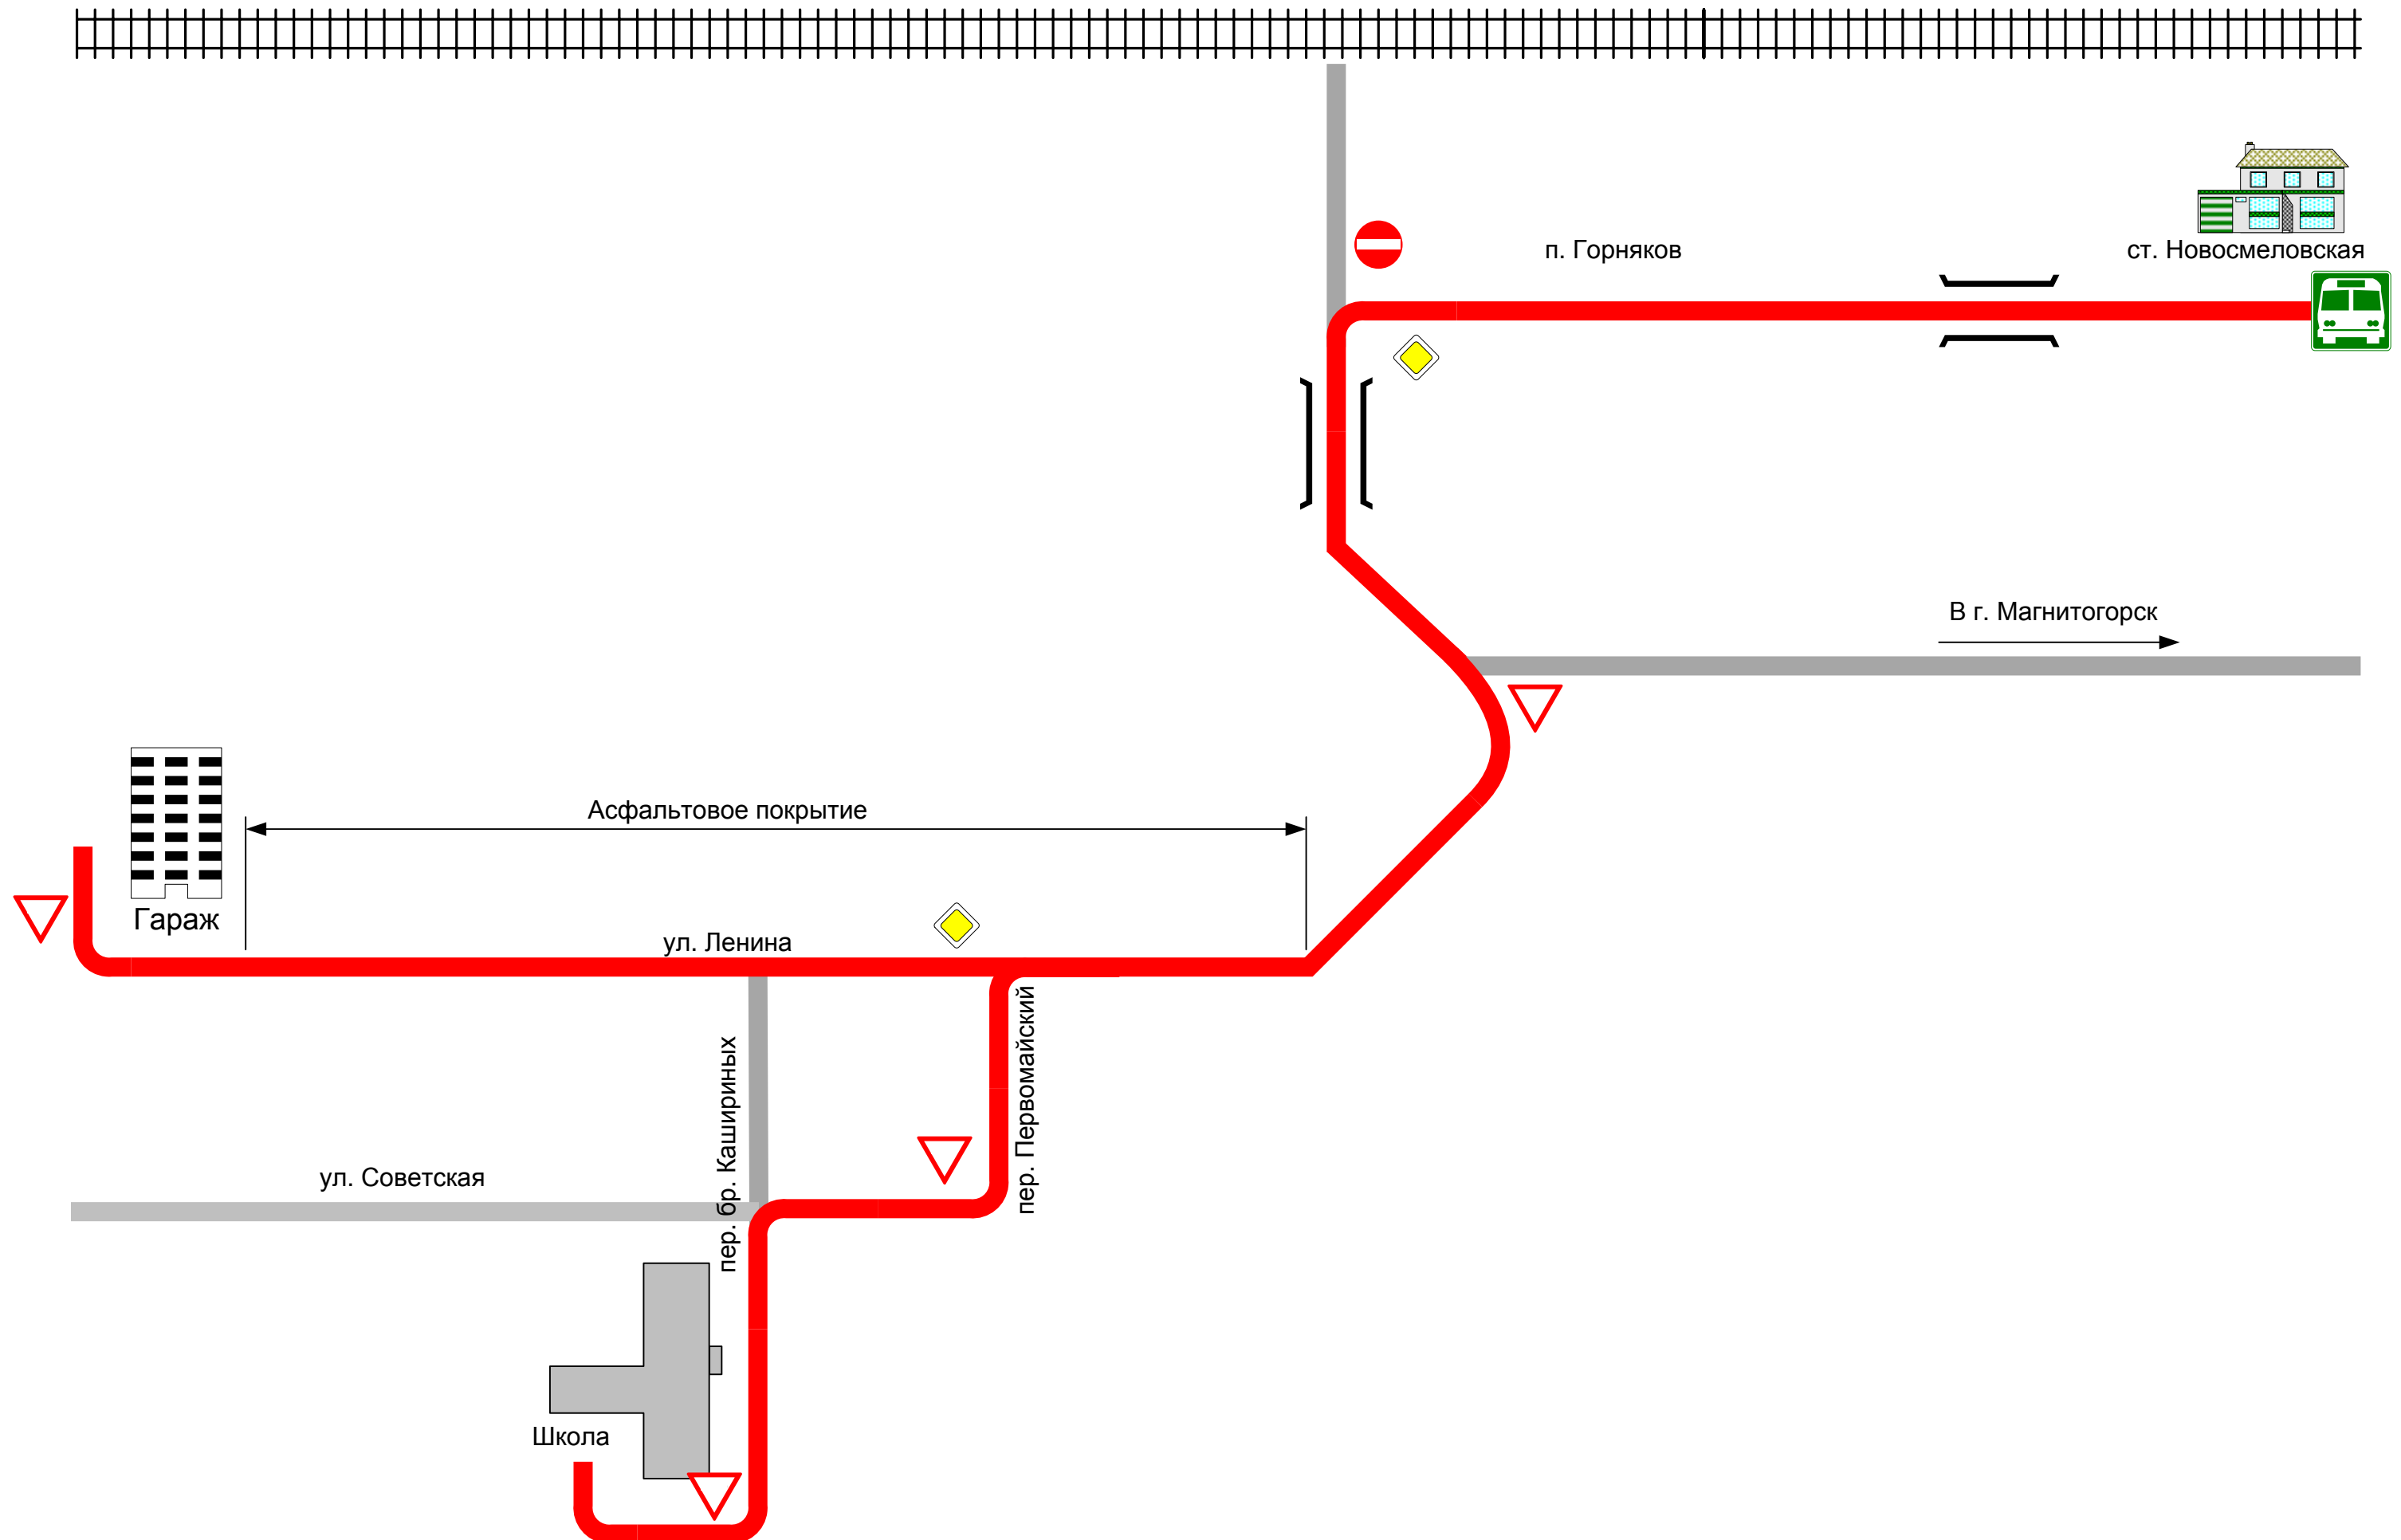 п. Горняков
ст. Новосмеловская
В г. Магнитогорск
Асфальтовое покрытие
Гараж
ул. Ленина
пер. бр. Кашириных
пер. Первомайский
ул. Советская
Школа